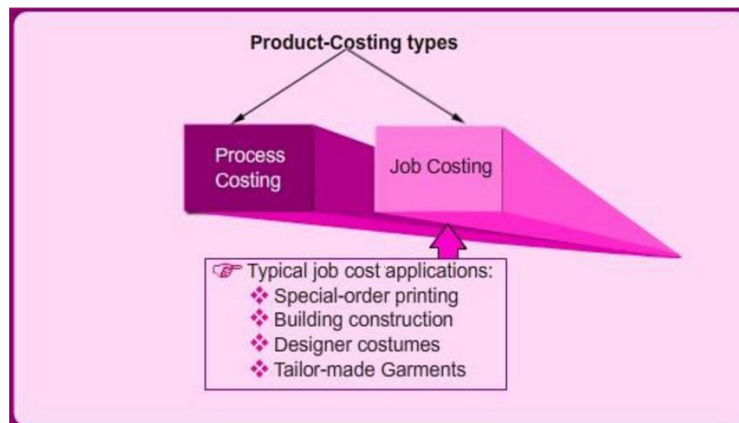 Product-Costing types
Process
Costing
Job Costing
Typical job cost applications:
Special-order printing
Building construction
Designer costumes
Tailor-made Garments